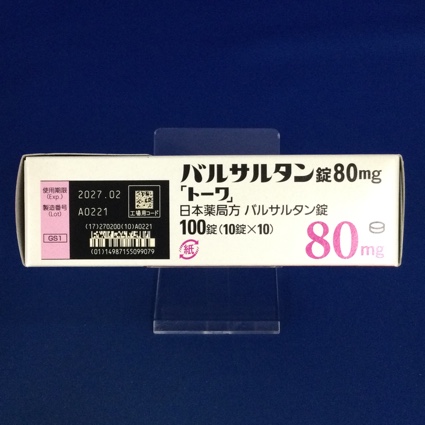 使用期限
(Exp.)
2027.02
製造番号
(Lot)
A0221
工場用コード
GS1
(17)270200(10)A0221
(01)14987155099079
バルサルタン錠80mg
「トーワ」
日本薬局方 バルサルタン錠
100錠(10錠×10)
紙
80mg